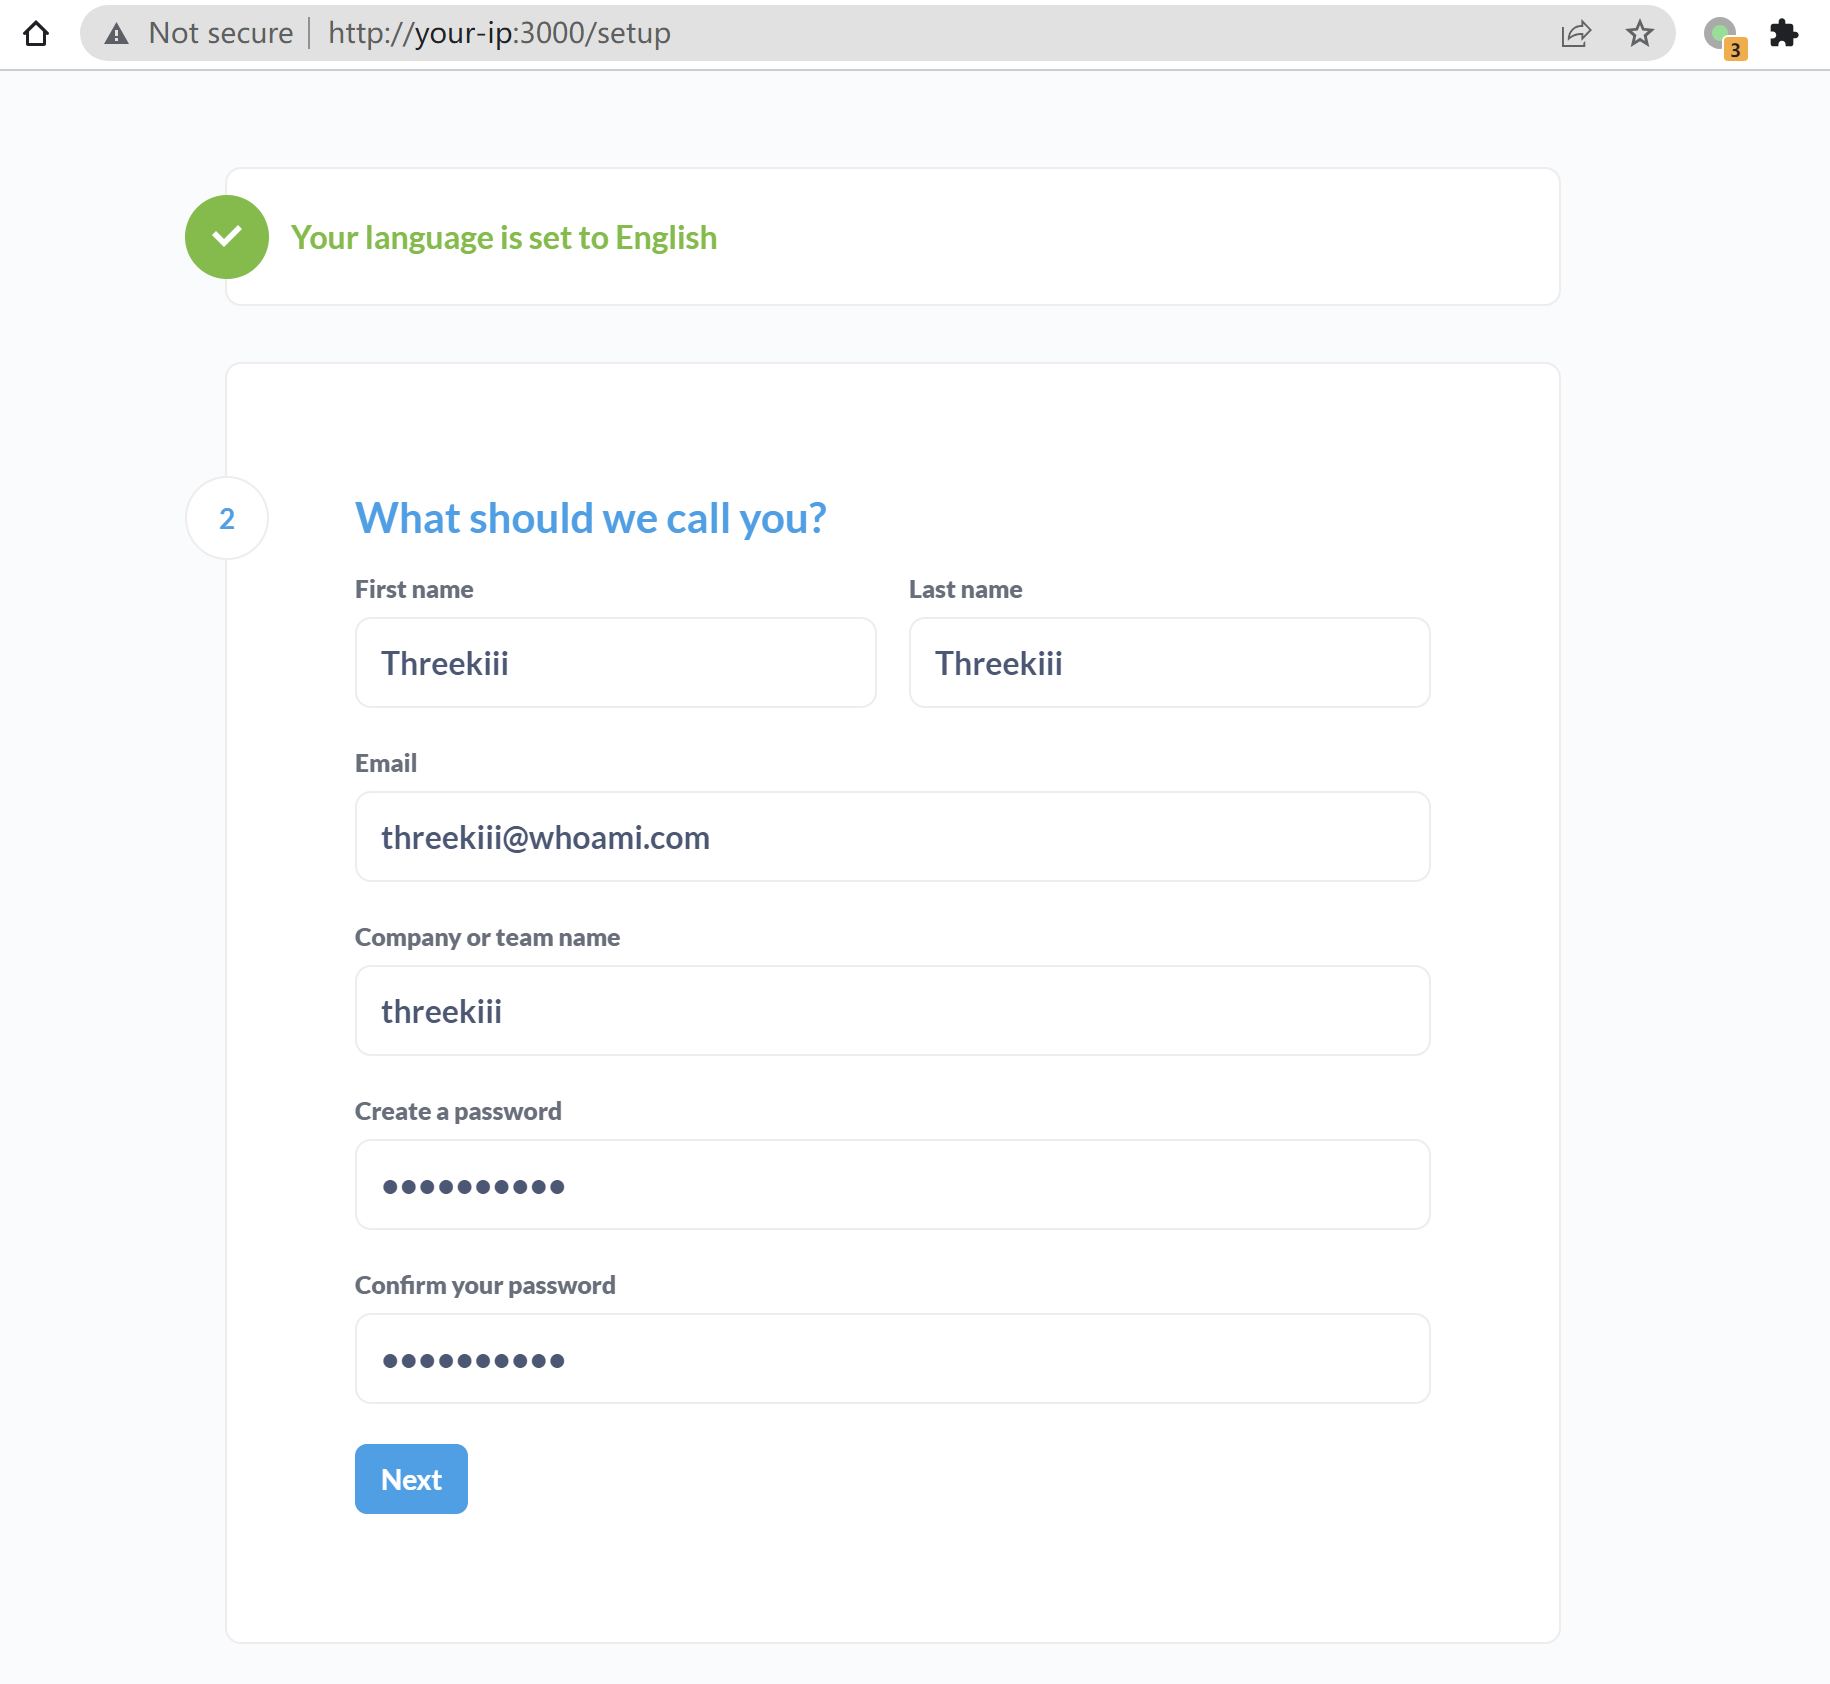 Not secure | http://your-ip:3000/setup
3
Your language is set to English
2
What should we call you?
First name
Last name
Threekiii
Threekiii
Email
threekiii@whoami.com
Company or team name
threekiii
Create a password
••••••••••
Confirm your password
••••••••••
Next